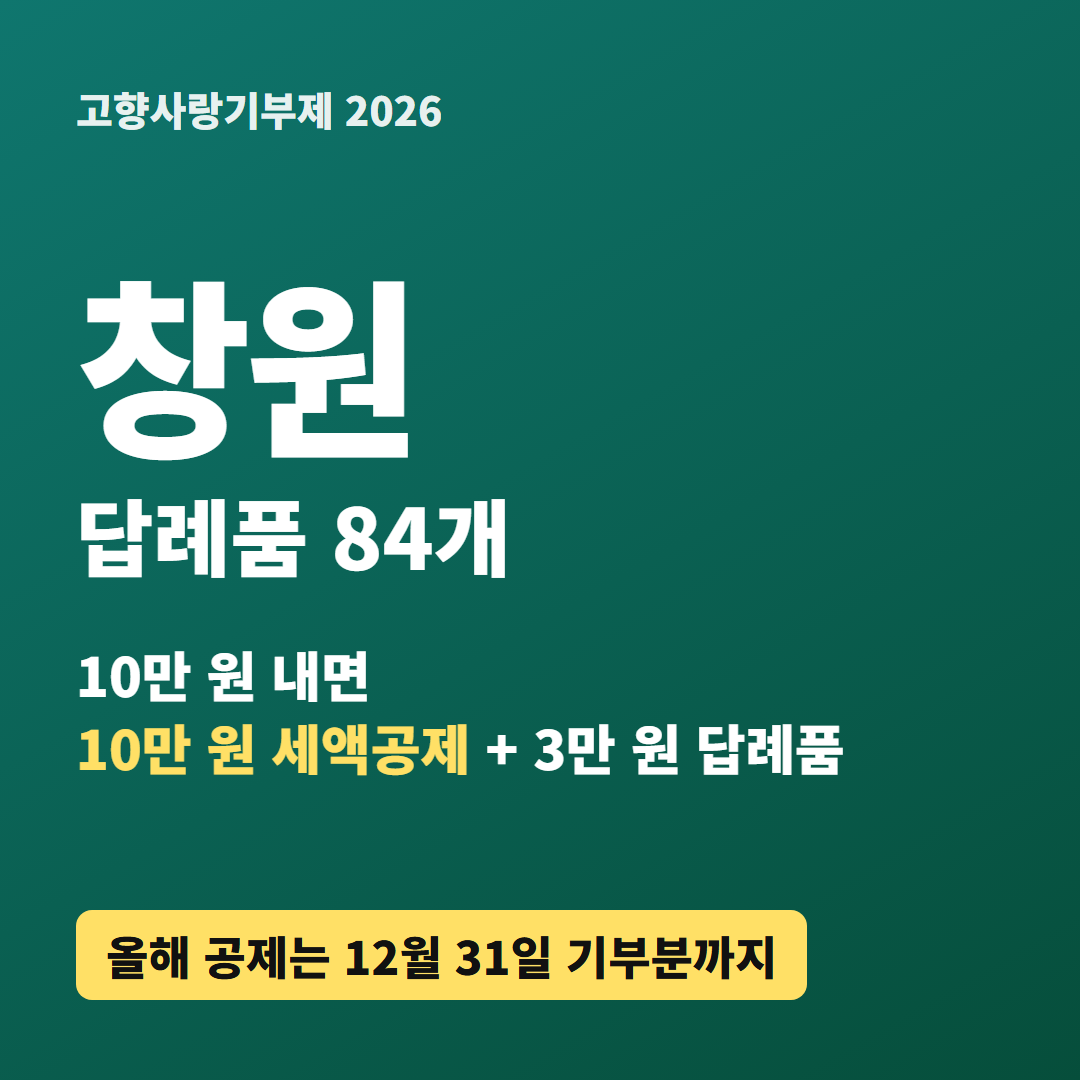 고향사랑기부제 2026
창원
답례품 84개
10만 원 내면
10만 원 세액공제 + 3만 원 답례품
올해 공제는 12월 31일 기부분까지